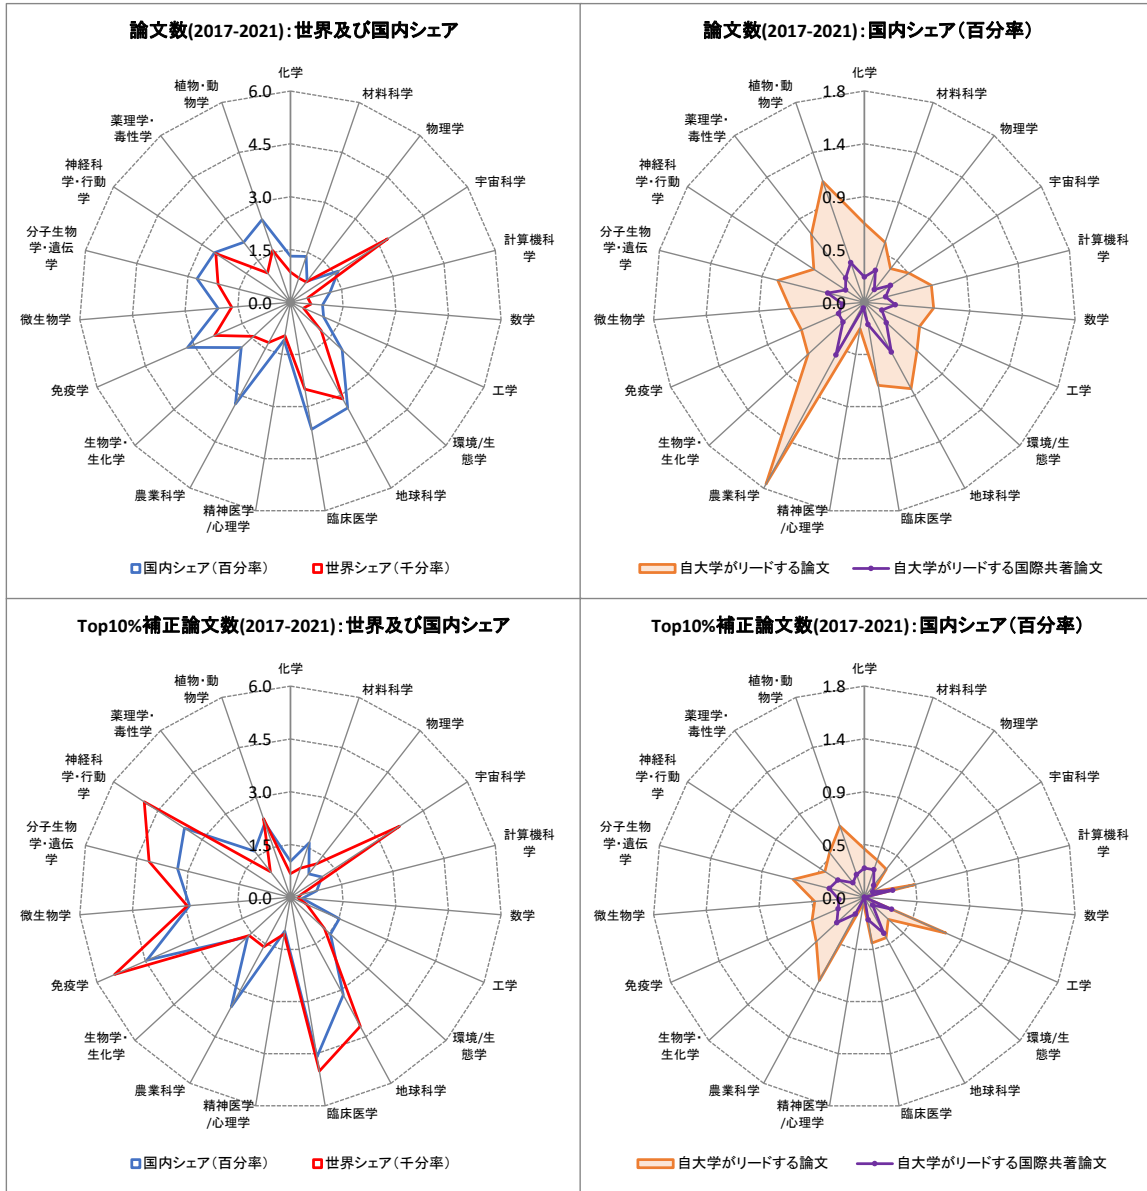 論文数(2017-2021)：世界及び国内シェア
化学
材料科学
物理学
宇宙科学
計算機科
学
数学
工学
環境/生
態学
地球科学
臨床医学
精神医学
/心理学
農業科学
生物学・
生化学
免疫学
微生物学
分子生物
学・遺伝
学
神経科
学・行動
学
薬理学・
毒性学
植物・動
物学
6.0
4.5
3.0
1.5
0.0
国内シェア（百分率）
世界シェア（千分率）
論文数(2017-2021)：国内シェア（百分率）
化学
材料科学
物理学
宇宙科学
計算機科
学
数学
工学
環境/生
態学
地球科学
臨床医学
精神医学
/心理学
農業科学
生物学・
生化学
免疫学
微生物学
分子生物
学・遺伝
学
神経科
学・行動
学
薬理学・
毒性学
植物・動
物学
1.8
1.4
0.9
0.5
0.0
自大学がリードする論文
自大学がリードする国際共著論文
Top10%補正論文数(2017-2021)：世界及び国内シェア
化学
材料科学
物理学
宇宙科学
計算機科
学
数学
工学
環境/生
態学
地球科学
臨床医学
精神医学
/心理学
農業科学
生物学・
生化学
免疫学
微生物学
分子生物
学・遺伝
学
神経科
学・行動
学
薬理学・
毒性学
植物・動
物学
6.0
4.5
3.0
1.5
0.0
国内シェア（百分率）
世界シェア（千分率）
Top10%補正論文数(2017-2021)：国内シェア（百分率）
化学
材料科学
物理学
宇宙科学
計算機科
学
数学
工学
環境/生
態学
地球科学
臨床医学
精神医学
/心理学
農業科学
生物学・
生化学
免疫学
微生物学
分子生物
学・遺伝
学
神経科
学・行動
学
薬理学・
毒性学
植物・動
物学
1.8
1.4
0.9
0.5
0.0
自大学がリードする論文
自大学がリードする国際共著論文